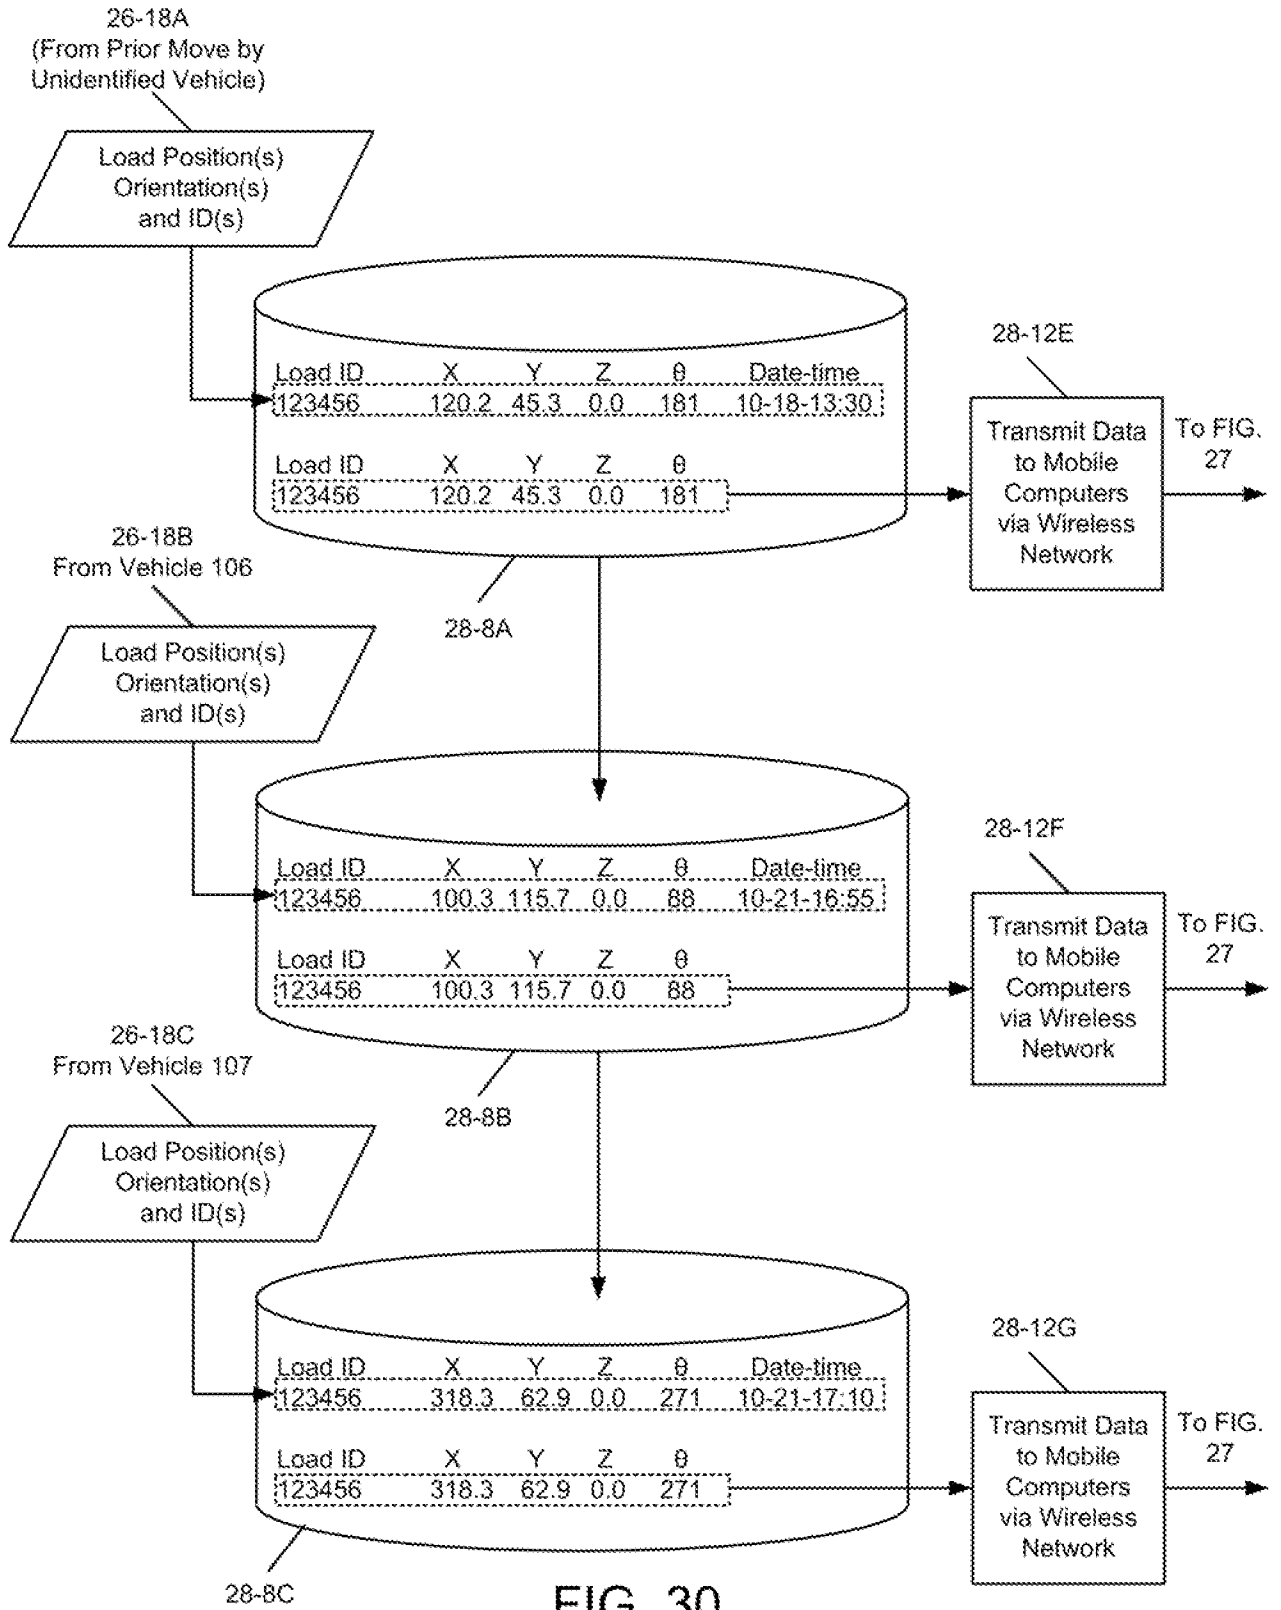 26-18A
(From Prior Move by
Unidentified Vehicle)
Load Position(s)
Orientation(s)
and ID(s)
Load ID X Y Z θ Date-time
123456 120.2 45.3 0.0 181 10-18-13:30
Load ID X Y Z θ
123456 120.2 45.3 0.0 181
28-12E
Transmit Data
to Mobile
Computers
via Wireless
Network
To FIG.
27
28-8A
26-18B
From Vehicle 106
Load Position(s)
Orientation(s)
and ID(s)
Load ID X Y Z θ Date-time
123456 100.3 115.7 0.0 88 10-21-16:55
Load ID X Y Z θ
123456 100.3 115.7 0.0 88
28-12F
Transmit Data
to Mobile
Computers
via Wireless
Network
To FIG.
27
28-8B
26-18C
From Vehicle 107
Load Position(s)
Orientation(s)
and ID(s)
Load ID X Y Z θ Date-time
123456 318.3 62.9 0.0 271 10-21-17:10
Load ID X Y Z θ
123456 318.3 62.9 0.0 271
28-12G
Transmit Data
to Mobile
Computers
via Wireless
Network
To FIG.
27
28-8C
FIG. 30